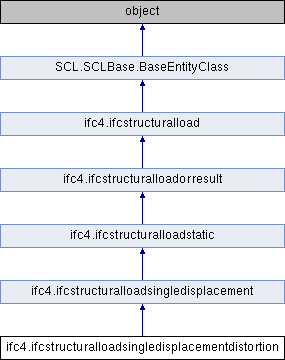 object
SCL.SCLBase.BaseEntityClass
ifc4.ifcstructuralload
ifc4.ifcstructuralloadorresult
ifc4.ifcstructuralloadstatic
ifc4.ifcstructuralloadsingledisplacement
ifc4.ifcstructuralloadsingledisplacementdistortion